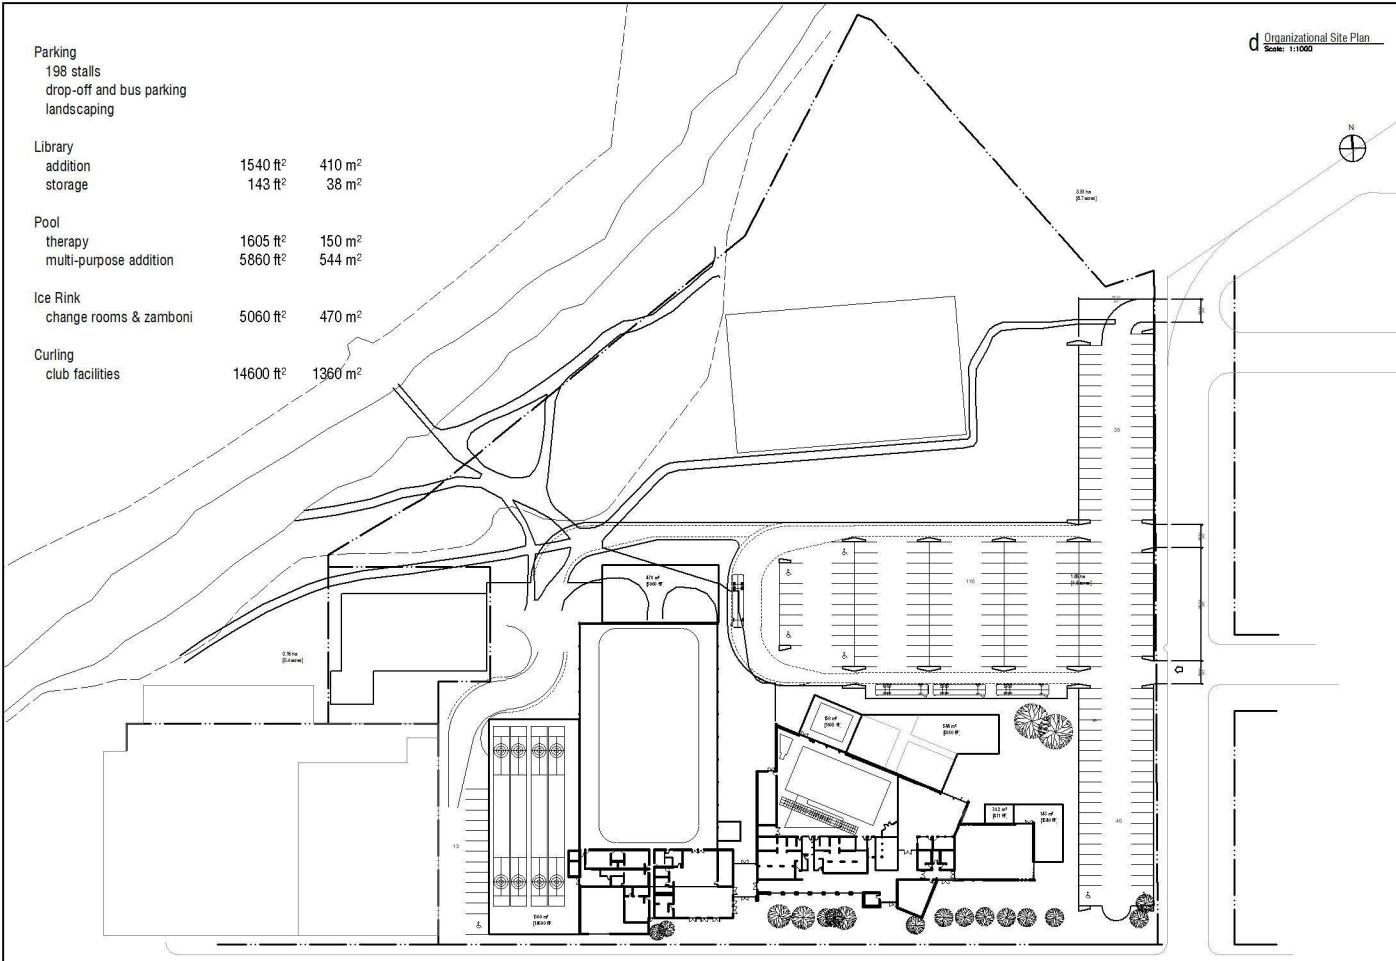 Parking
198 stalls
drop-off and bus parking
landscaping
Library
addition 1540 ft² 410 m²
storage 143 ft² 38 m²
Pool
therapy 1605 ft² 150 m²
multi-purpose addition 5860 ft² 544 m²
Ice Rink
change rooms & zamboni 5060 ft² 470 m²
Curling
club facilities 14600 ft² 1360 m²
d Organizational Site Plan
Scale: 1:1000
N
35
110
40
13